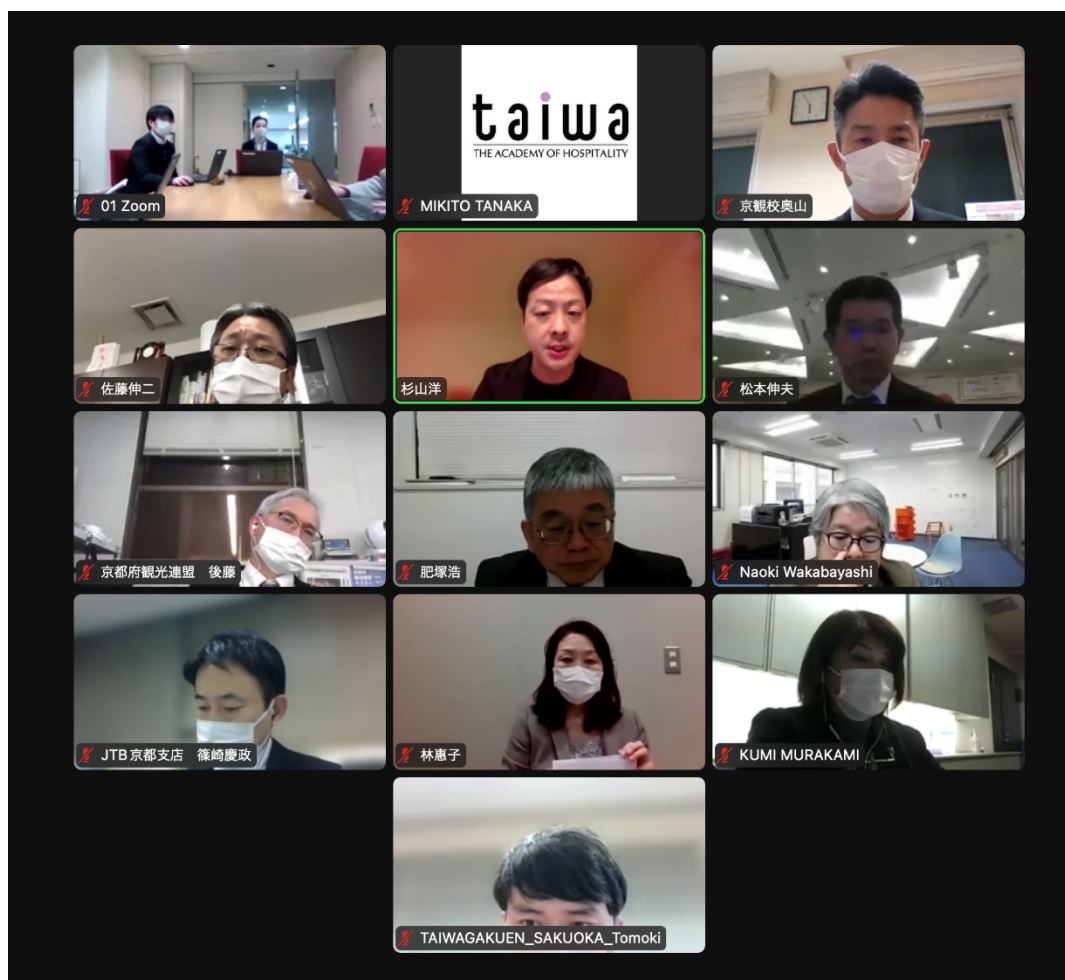 01 Zoom
taiwa
THE ACADEMY OF HOSPITALITY
MIKITO TANAKA
京観校奥山
佐藤伸二
杉山洋
松本伸夫
京都府観光連盟　後藤
肥塚浩
Naoki Wakabayashi
JTB京都支店　篠崎慶政
林惠子
KUMI MURAKAMI
TAIWAGAKUEN_SAKUOKA_Tomoki